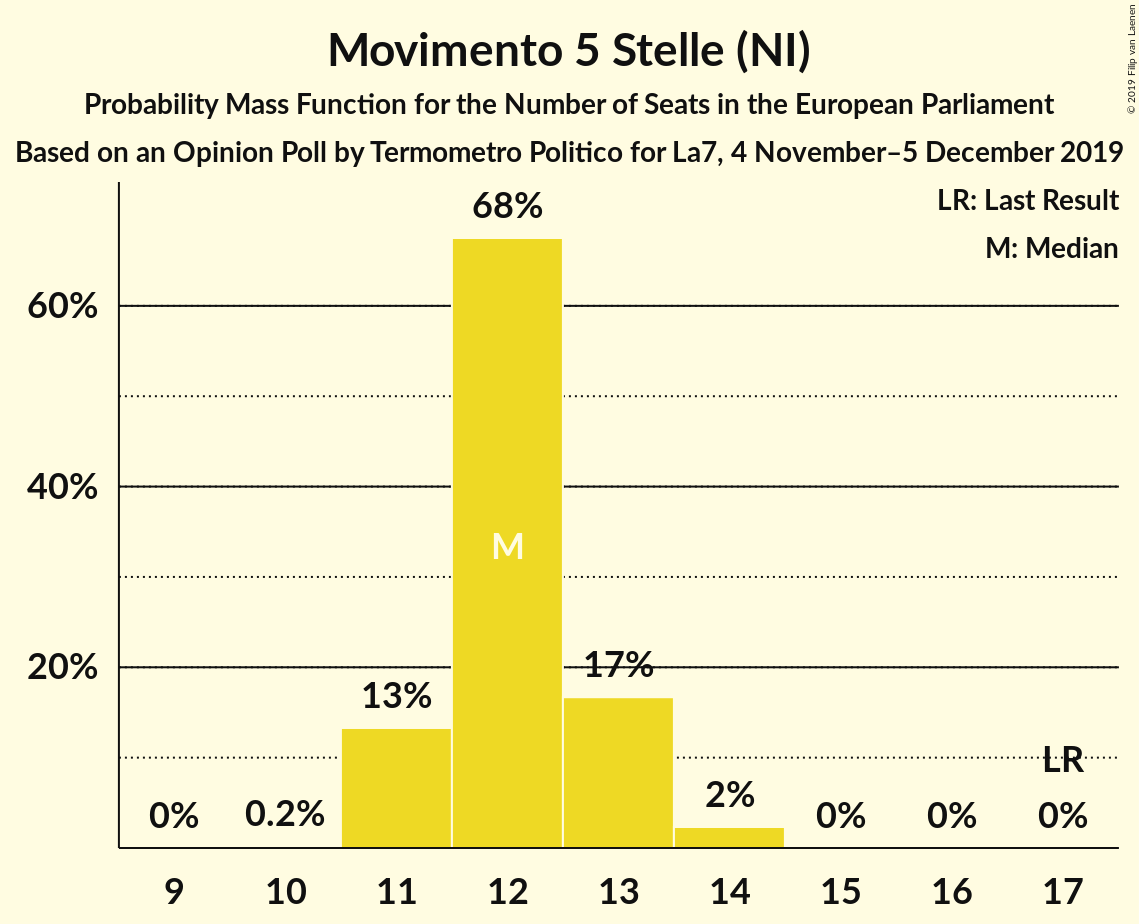 Movimento 5 Stelle (NI)
Probability Mass Function for the Number of Seats in the European Parliament
Based on an Opinion Poll by Termometro Politico for La7, 4 November–5 December 2019
© 2019 Filip van Laenen
LR: Last Result
M: Median
68%
60%
40%
M
20%
17%
13%
LR
2%
0%
0.2%
0%
0%
0%
9
10
11
12
13
14
15
16
17